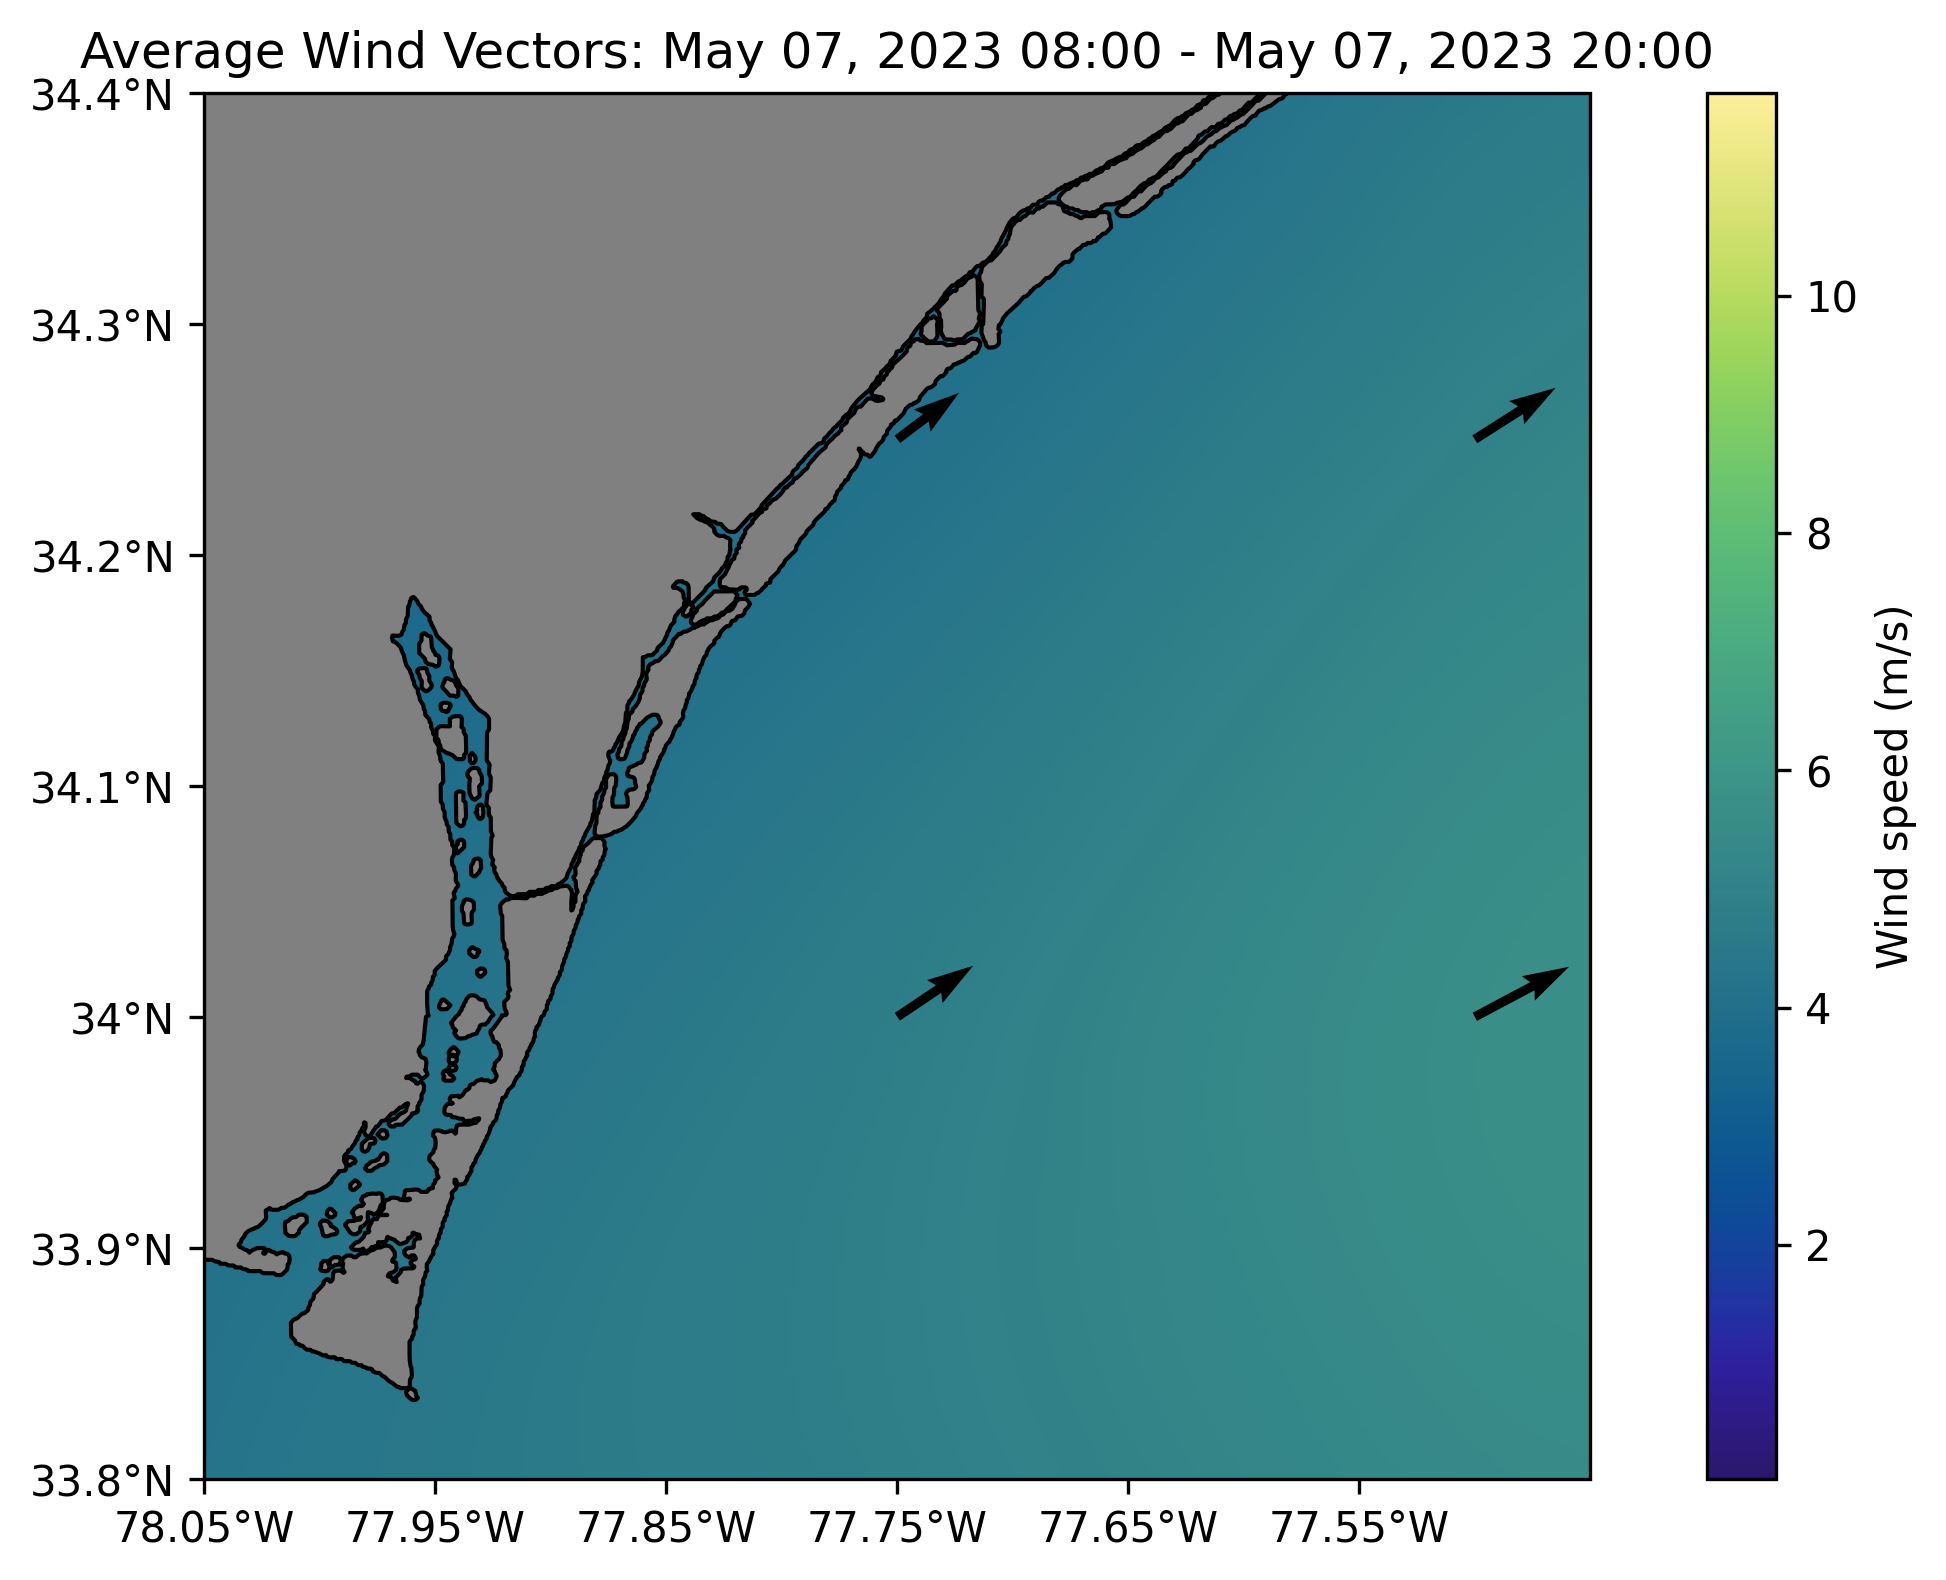 Average Wind Vectors: May 07, 2023 08:00 - May 07, 2023 20:00
34.4°N
34.3°N
34.2°N
34.1°N
34°N
33.9°N
33.8°N
78.05°W
77.95°W
77.85°W
77.75°W
77.65°W
77.55°W
10
8
6
4
2
Wind speed (m/s)